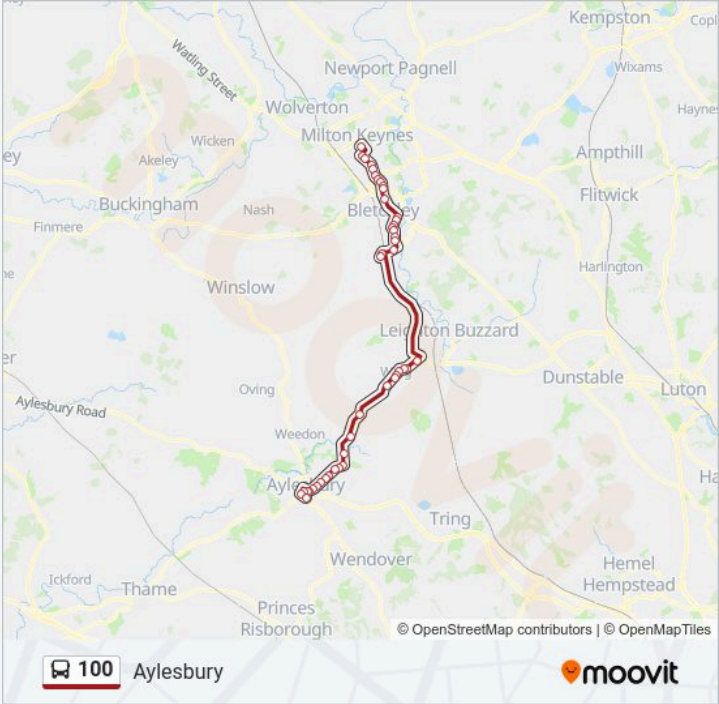 Kempston
Watling Street
Newport Pagnell
Wixams
Wolverton
Milton Keynes
Wicken
Akeley
Ampthill
Buckingham
Nash
Bletchley
Flitwick
Finmere
Harlington
Winslow
Leighton Buzzard
Wing
Dunstable
Luton
Oving
Aylesbury Road
Weedon
Aylesbury
Tring
Wendover
Hemel
Hempstead
Ickford
Thame
Princes
Risborough
© OpenStreetMap contributors | © OpenMapTiles
100 Aylesbury
moovit